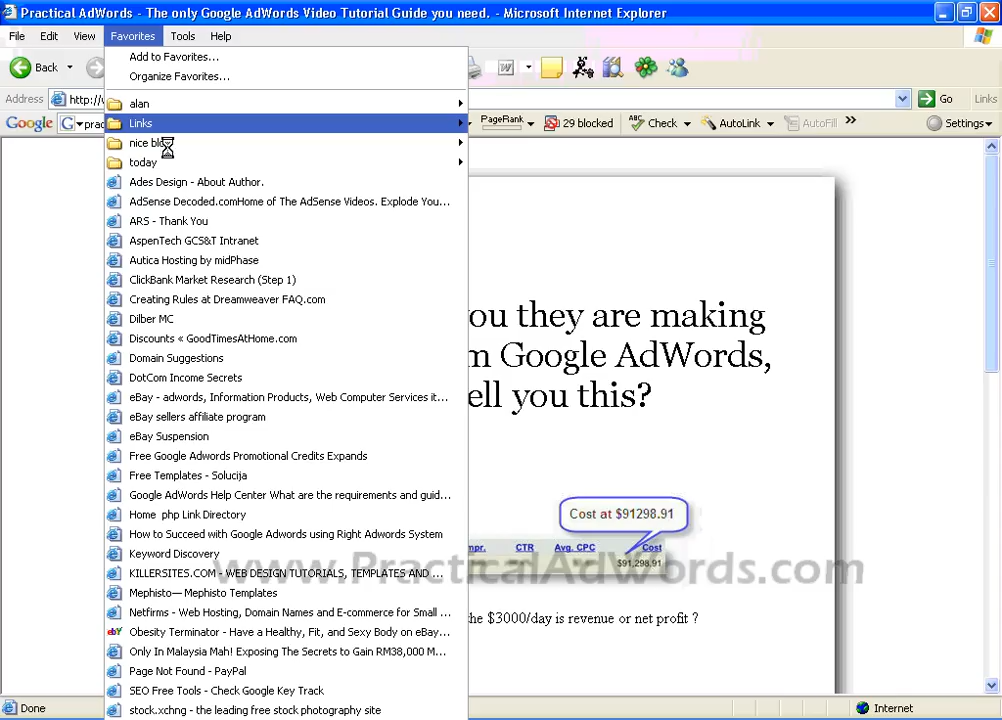 Practical AdWords - The only Google AdWords Video Tutorial Guide you need. - Microsoft Internet Explorer
File Edit View Favorites Tools Help
Back
Address http:// Go Links
Google G prac PageRank 29 blocked Check AutoLink AutoFill Settings
Add to Favorites...
Organize Favorites...
alan
Links
nice
today
Ades Design - About Author.
AdSense Decoded.comHome of The AdSense Videos. Explode You...
ARS - Thank You
AspenTech GCS&T Intranet
Autica Hosting by midPhase
ClickBank Market Research (Step 1)
Creating Rules at Dreamweaver FAQ.com
Dilber MC
Discounts « GoodTimesAtHome.com
Domain Suggestions
DotCom Income Secrets
eBay - adwords, Information Products, Web Computer Services it...
eBay sellers affiliate program
eBay Suspension
Free Google Adwords Promotional Credits Expands
Free Templates - Solucija
Google AdWords Help Center What are the requirements and guid...
Home php Link Directory
How to Succeed with Google Adwords using Right Adwords System
Keyword Discovery
KILLERSITES.COM - WEB DESIGN TUTORIALS, TEMPLATES AND ...
Mephisto— Mephisto Templates
Netfirms - Web Hosting, Domain Names and E-commerce for Small ...
Obesity Terminator - Have a Healthy, Fit, and Sexy Body on eBay...
Only In Malaysia Mah! Exposing The Secrets to Gain RM38,000 M...
Page Not Found - PayPal
SEO Free Tools - Check Google Key Track
stock.xchng - the leading free stock photography site
ou they are making
m Google AdWords,
ell you this?
Cost at $91298.91
mpr. CTR Avg. CPC Cost
$91,298.91
www.PracticalAdWords.com
he $3000/day is revenue or net profit ?
Done Internet